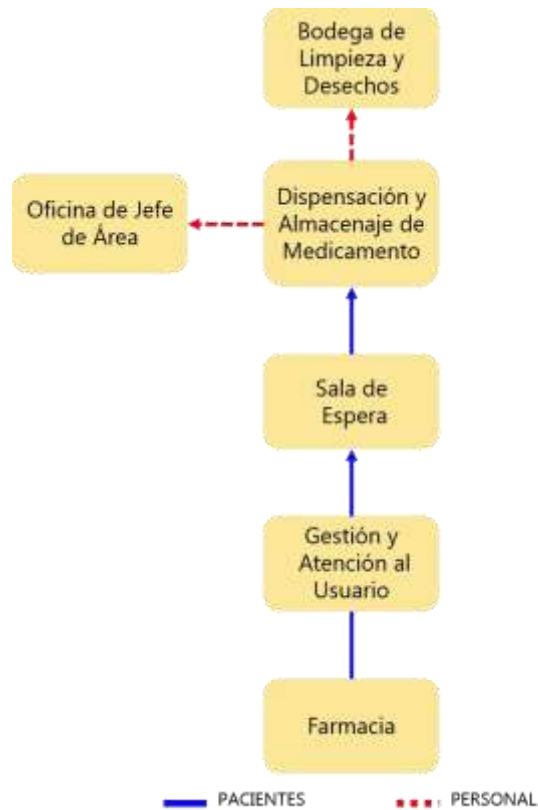 Bodega de
Limpieza y
Desechos
Oficina de Jefe
de Área
Dispensación y
Almacenaje de
Medicamento
Sala de
Espera
Gestión y
Atención al
Usuario
Farmacia
PACIENTES
PERSONAL